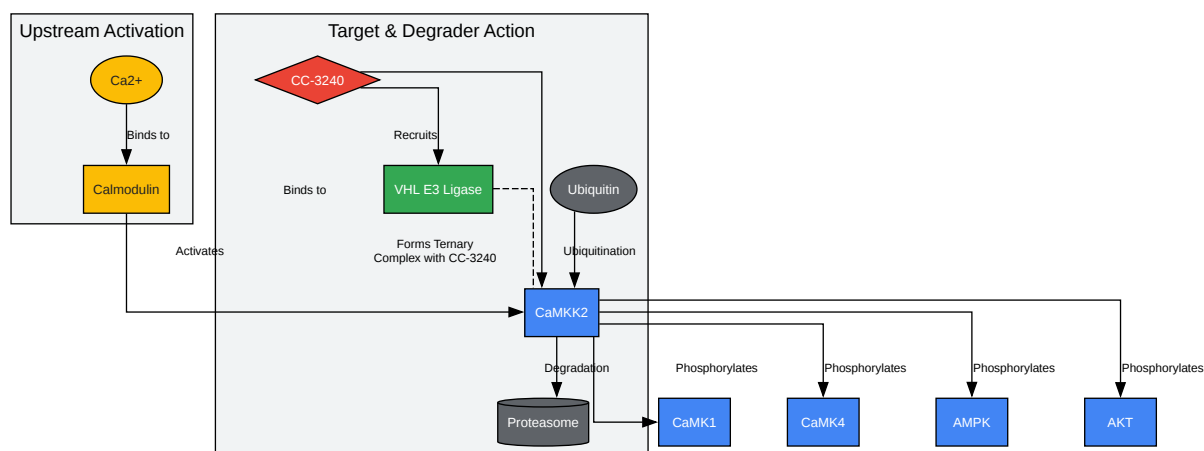 Upstream Activation
Target & Degrader Action
Ca2+
CC-3240
Binds to
Recruits
Calmodulin
Binds to
VHL E3 Ligase
Ubiquitin
Activates
Forms Ternary
Complex with CC-3240
Ubiquitination
CaMKK2
Degradation
Phosphorylates
Phosphorylates
Phosphorylates
Phosphorylates
Proteasome
CaMK1
CaMK4
AMPK
AKT